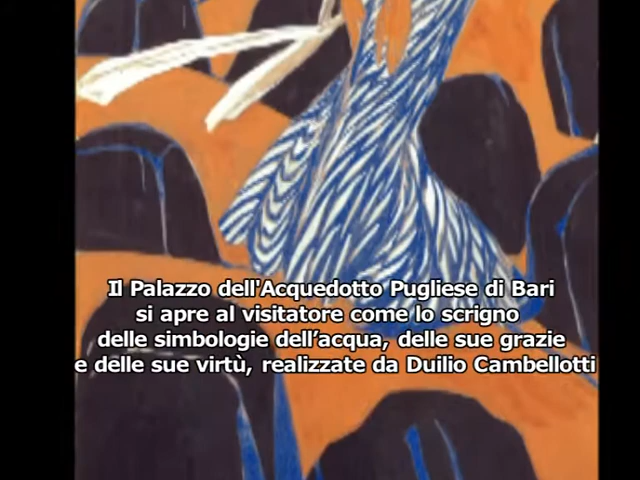 Il Palazzo dell'Acquedotto Pugliese di Bari
si apre al visitatore come lo scrigno
delle simbologie dell’acqua, delle sue grazie
e delle sue virtù, realizzate da Duilio Cambellotti